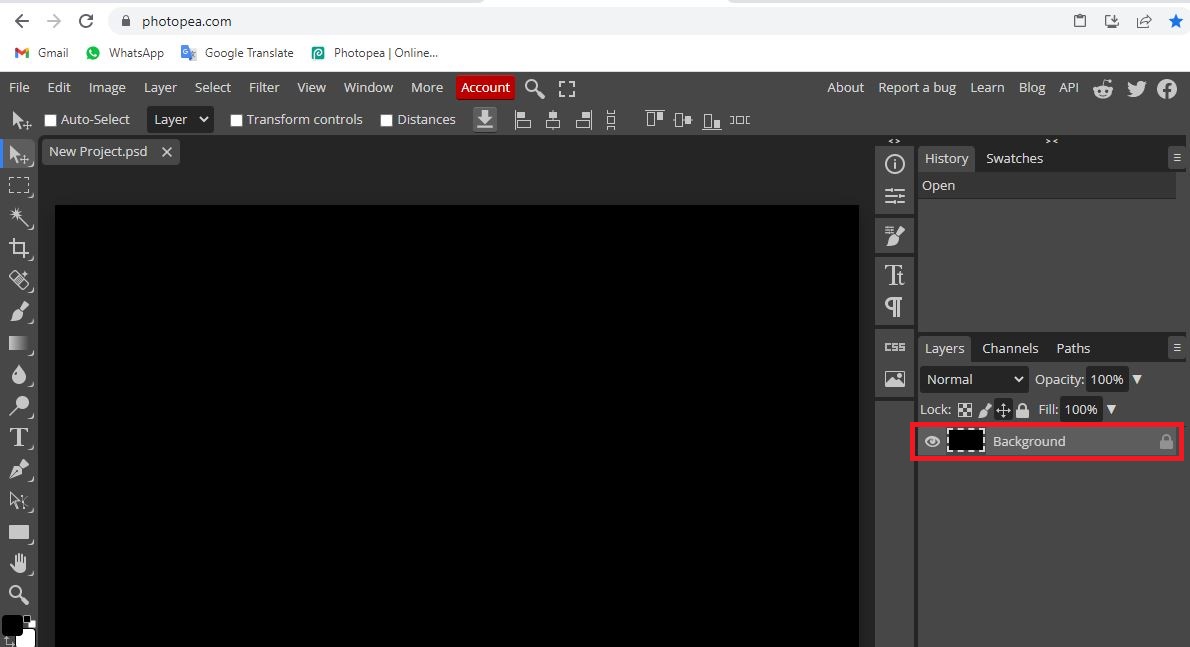 photopea.com
Gmail WhatsApp Google Translate Photopea | Online...
File Edit Image Layer Select Filter View Window More Account About Report a bug Learn Blog API
Auto-Select Layer Transform controls Distances
New Project.psd
History Swatches
Open
Tt
CSS
Layers Channels Paths
Normal Opacity: 100%
Lock: Fill: 100%
Background